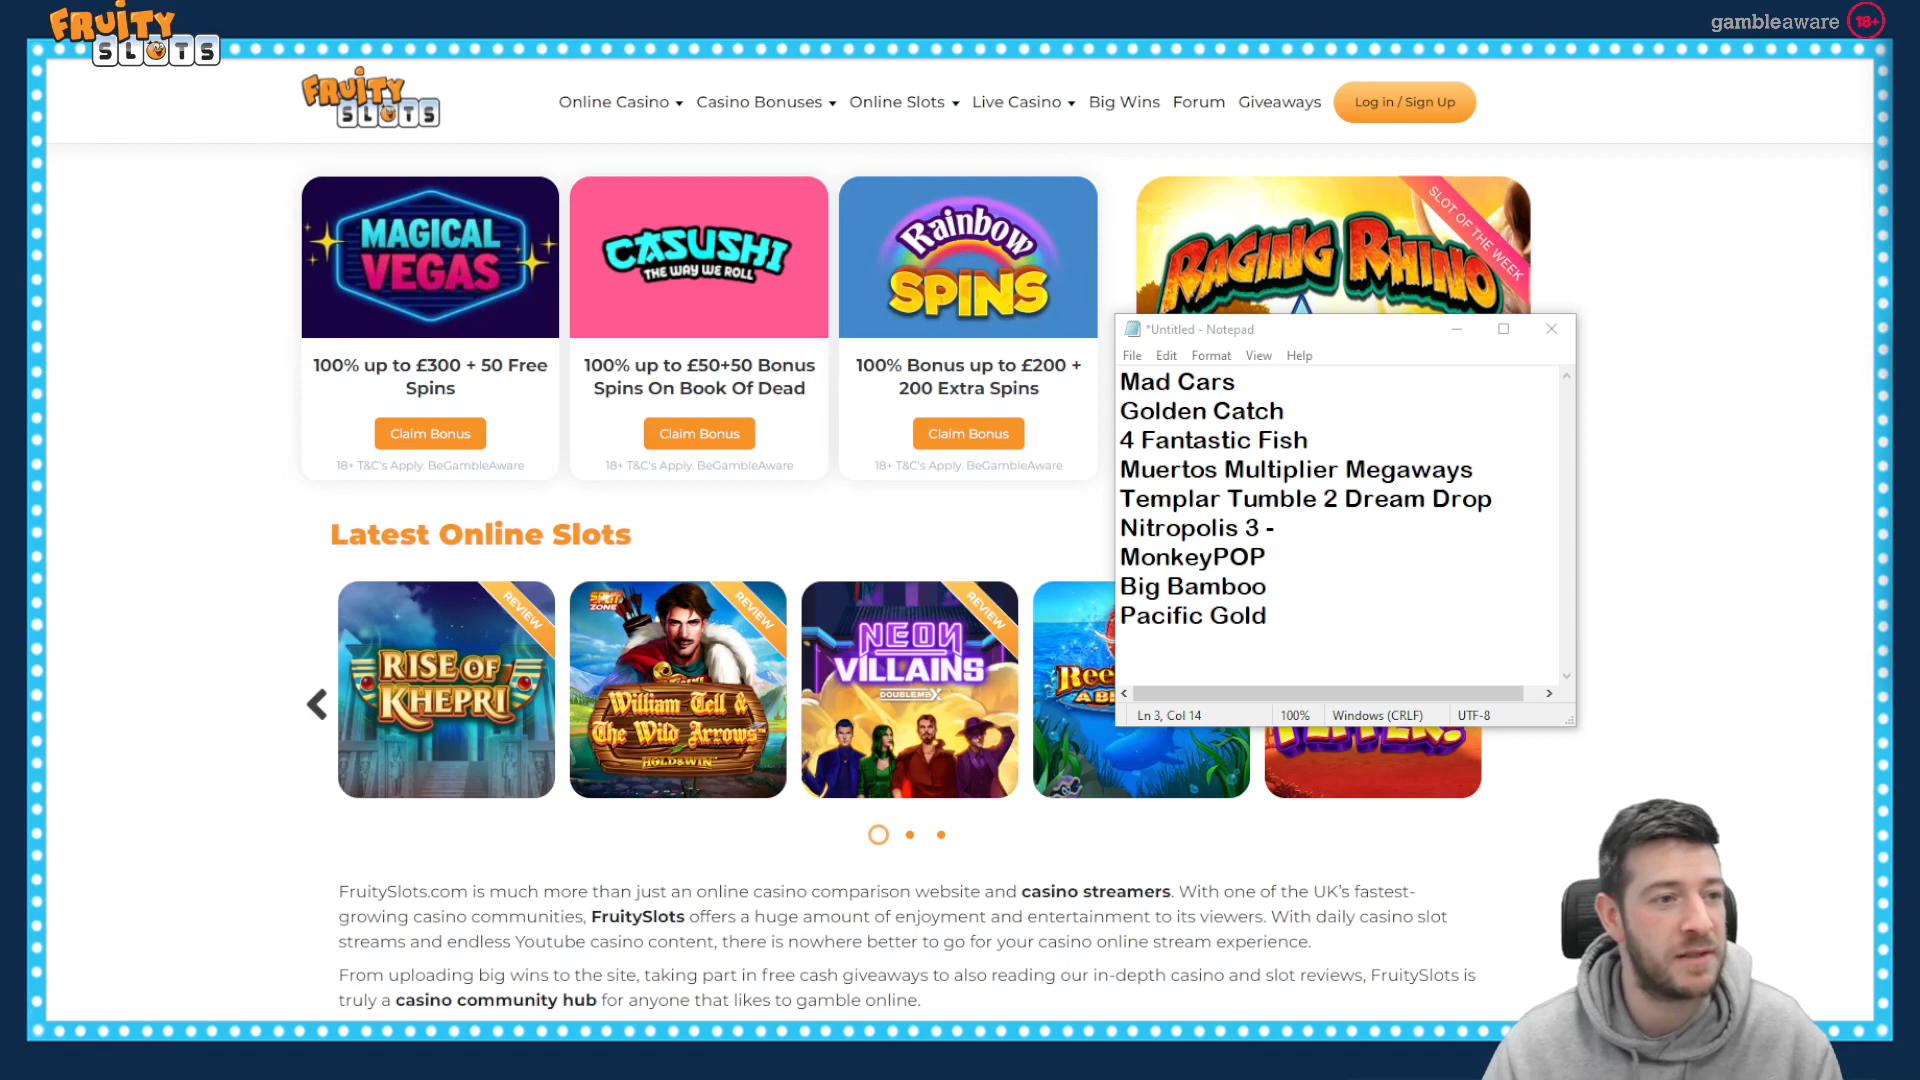 FRUITY
SLOTS
gambleaware 18+
FRUITY
SLOTS
Online Casino
Casino Bonuses
Online Slots
Live Casino
Big Wins
Forum
Giveaways
Log in / Sign Up
MAGICAL
VEGAS
100% up to £300 + 50 Free
Spins
Claim Bonus
18+ T&C's Apply. BeGambleAware
CASUSHI
THE WAY WE ROLL
100% up to £50+50 Bonus
Spins On Book Of Dead
Claim Bonus
18+ T&C's Apply. BeGambleAware
Rainbow
SPINS
100% Bonus up to £200 +
200 Extra Spins
Claim Bonus
18+ T&C's Apply. BeGambleAware
RAGING RHINO
SLOT OF THE WEEK
*Untitled - Notepad
File Edit Format View Help
Mad Cars
Golden Catch
4 Fantastic Fish
Muertos Multiplier Megaways
Templar Tumble 2 Dream Drop
Nitropolis 3 -
MonkeyPOP
Big Bamboo
Pacific Gold
Ln 3, Col 14
100%
Windows (CRLF)
UTF-8
Latest Online Slots
RISE OF
KHEPRI
REVIEW
SPLIT
ZONE
William Tell &
The Wild Arrows
HOLD&WIN
REVIEW
NEON
VILLAINS
DOUBLEMAX
REVIEW
FruitySlots.com is much more than just an online casino comparison website and casino streamers. With one of the UK's fastest-
growing casino communities, FruitySlots offers a huge amount of enjoyment and entertainment to its viewers. With daily casino slot
streams and endless Youtube casino content, there is nowhere better to go for your casino online stream experience.
From uploading big wins to the site, taking part in free cash giveaways to also reading our in-depth casino and slot reviews, FruitySlots is
truly a casino community hub for anyone that likes to gamble online.